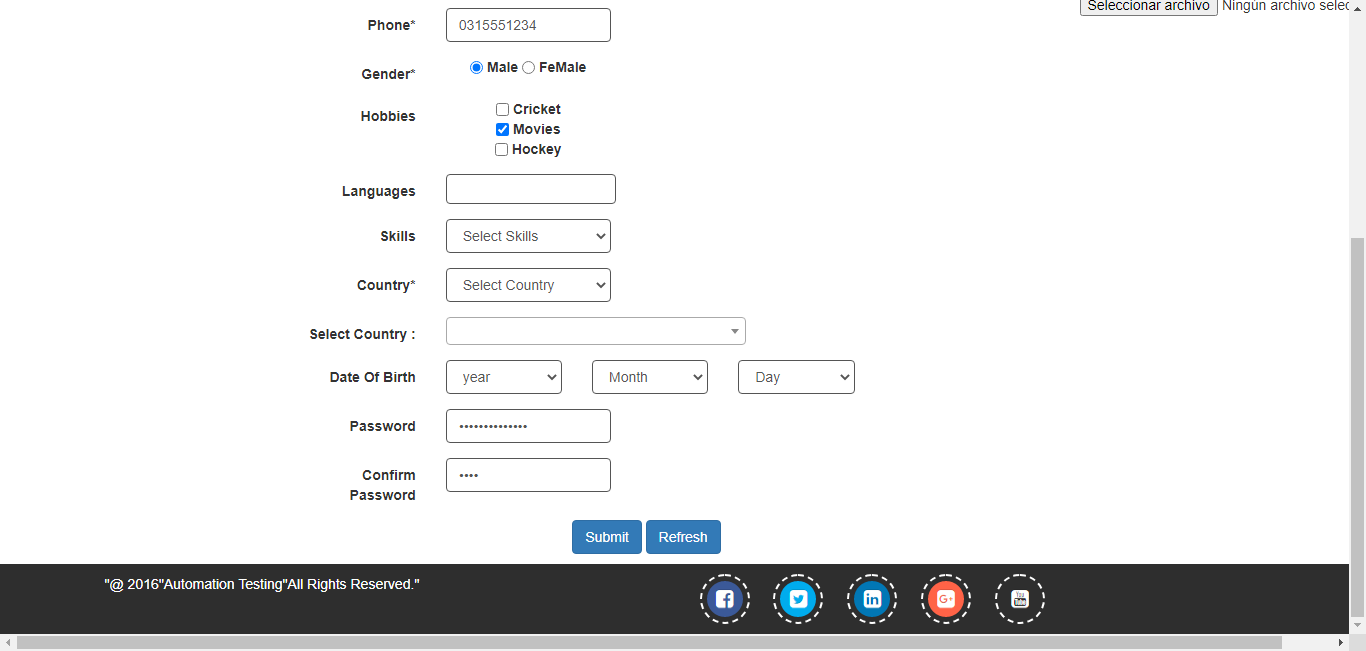 Seleccionar archivo Ningún archivo selec
Phone* 0315551234
Gender* Male FeMale
Hobbies Cricket
Movies
Hockey
Languages
Skills Select Skills
Country* Select Country
Select Country :
Date Of Birth year Month Day
Password ••••••••••••••
Confirm Password ••••
Submit Refresh
"@ 2016"Automation Testing"All Rights Reserved."
f in G+ You Tube